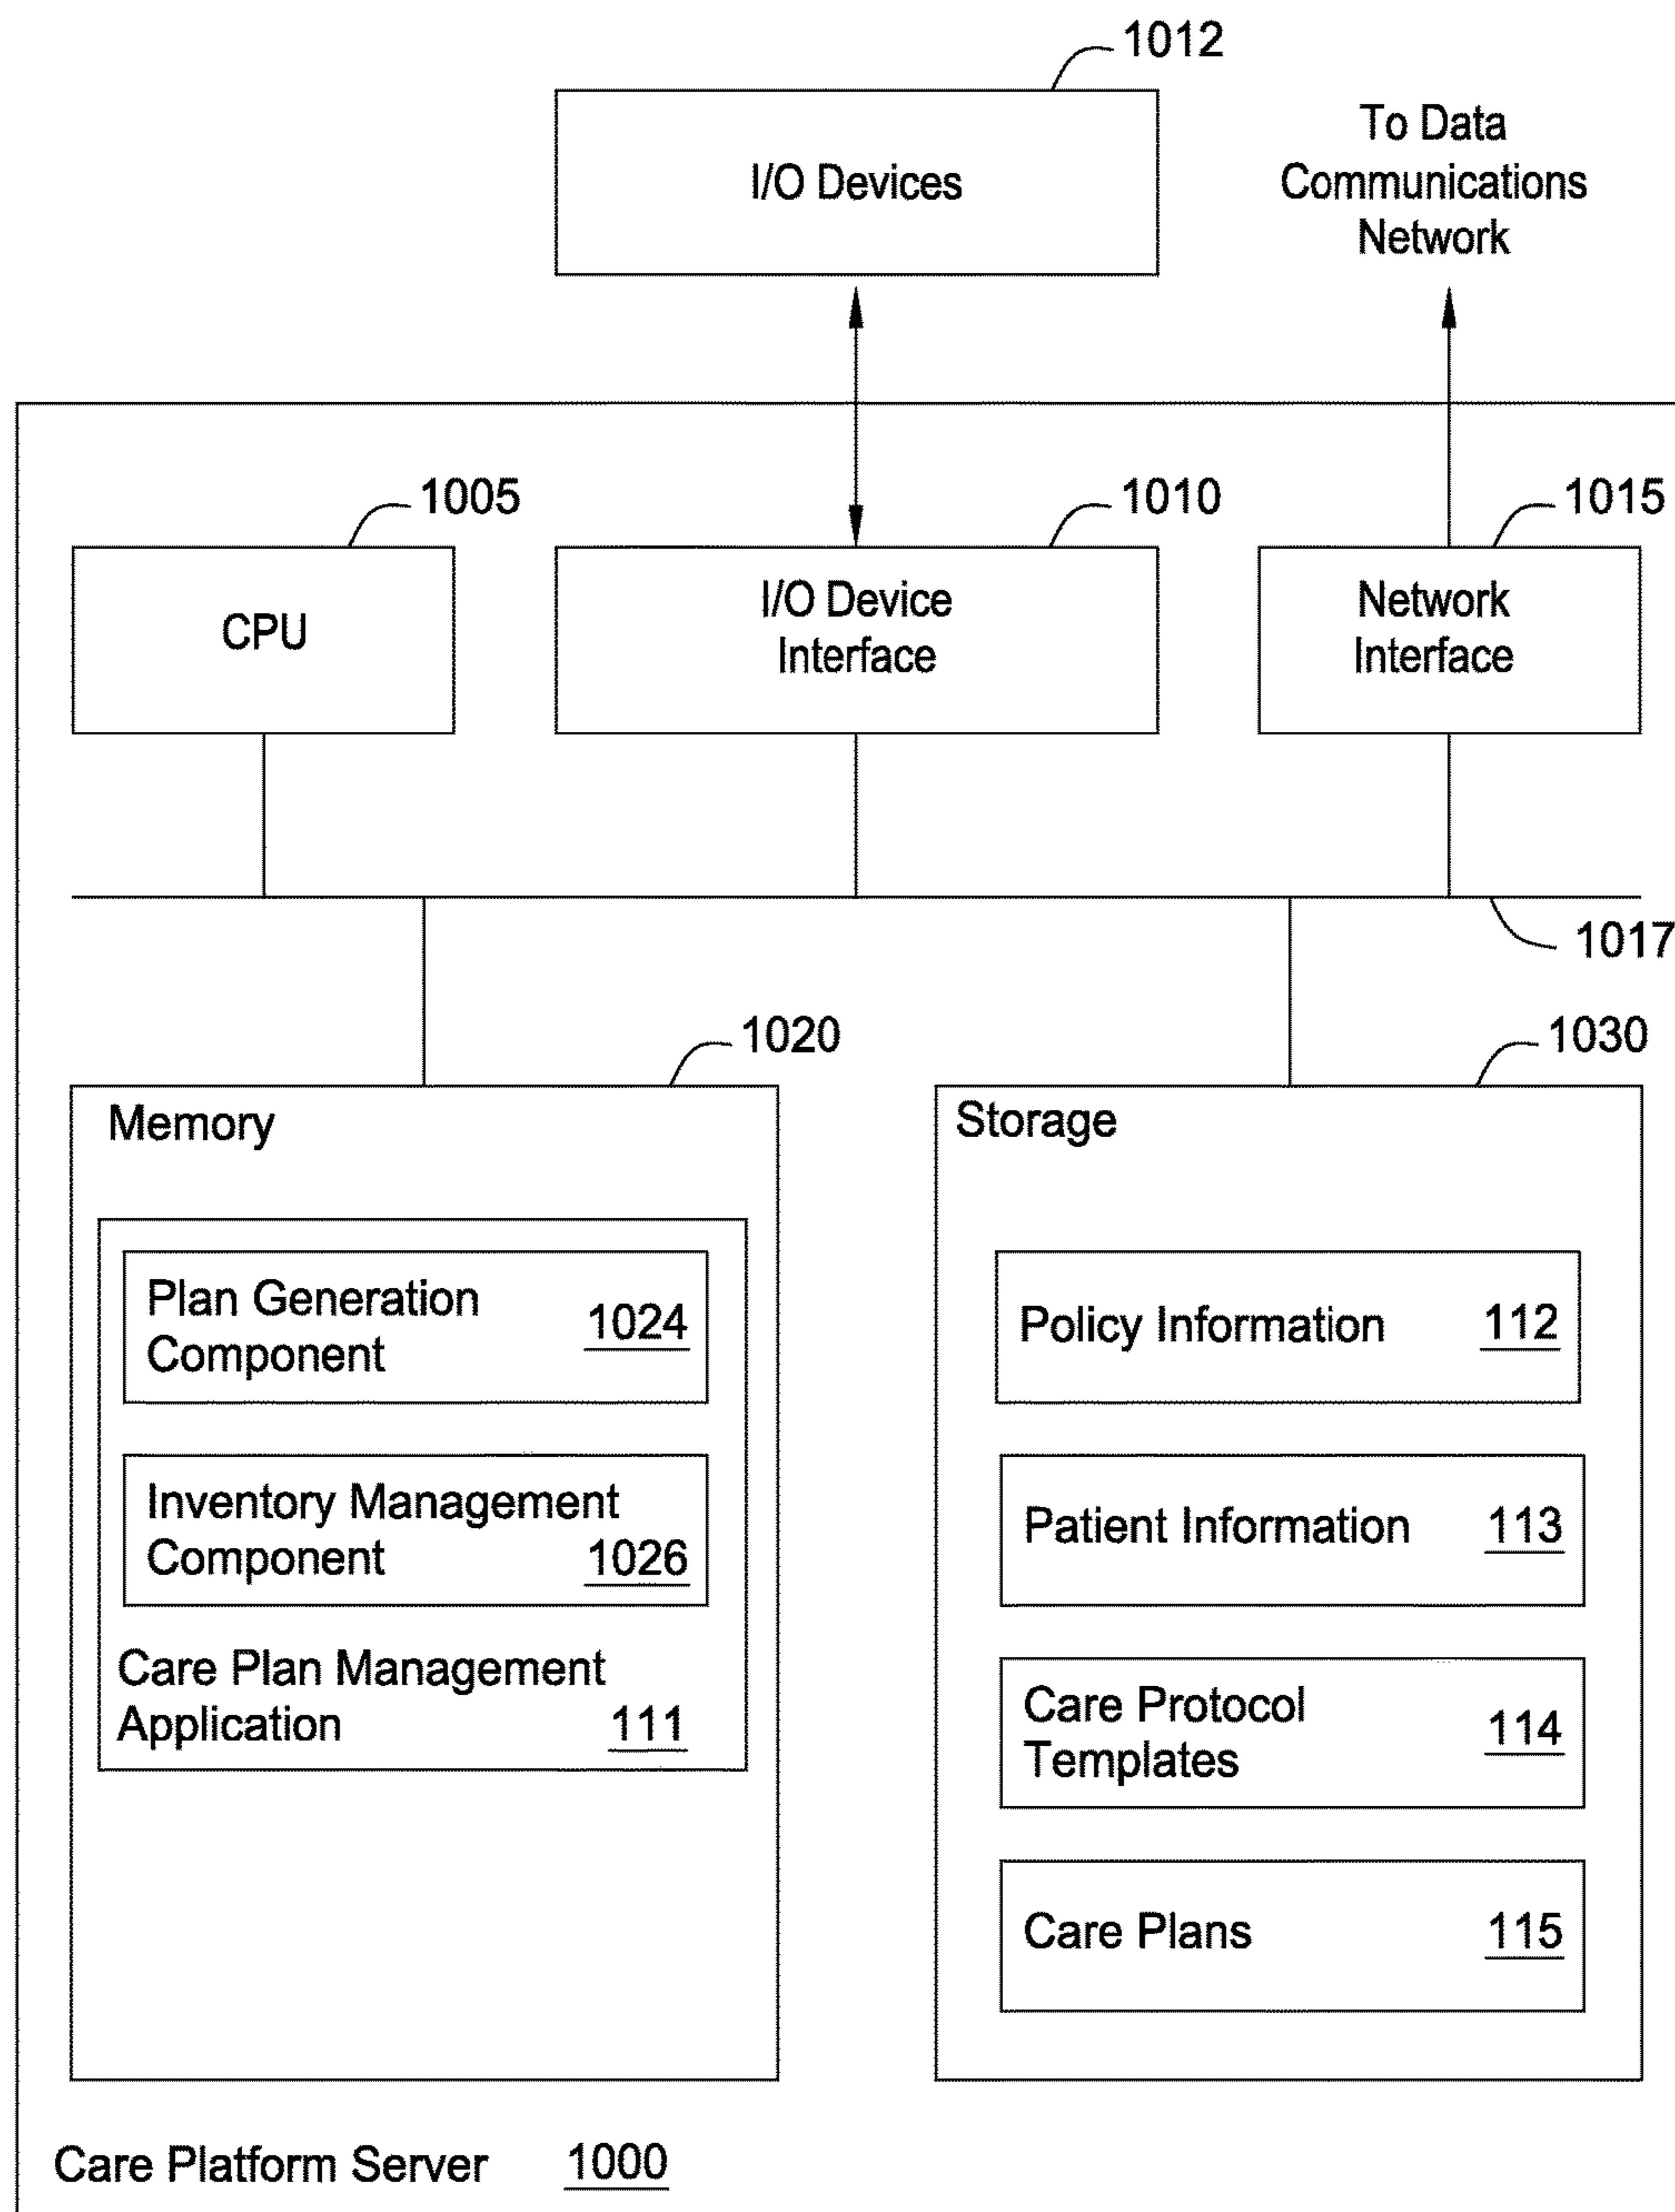 1012
I/O Devices
To Data
Communications
Network
1005
1010
1015
CPU
I/O Device
Interface
Network
Interface
1017
1020
1030
Memory
Plan Generation
Component 1024
Inventory Management
Component 1026
Care Plan Management
Application 111
Storage
Policy Information 112
Patient Information 113
Care Protocol
Templates 114
Care Plans 115
Care Platform Server 1000